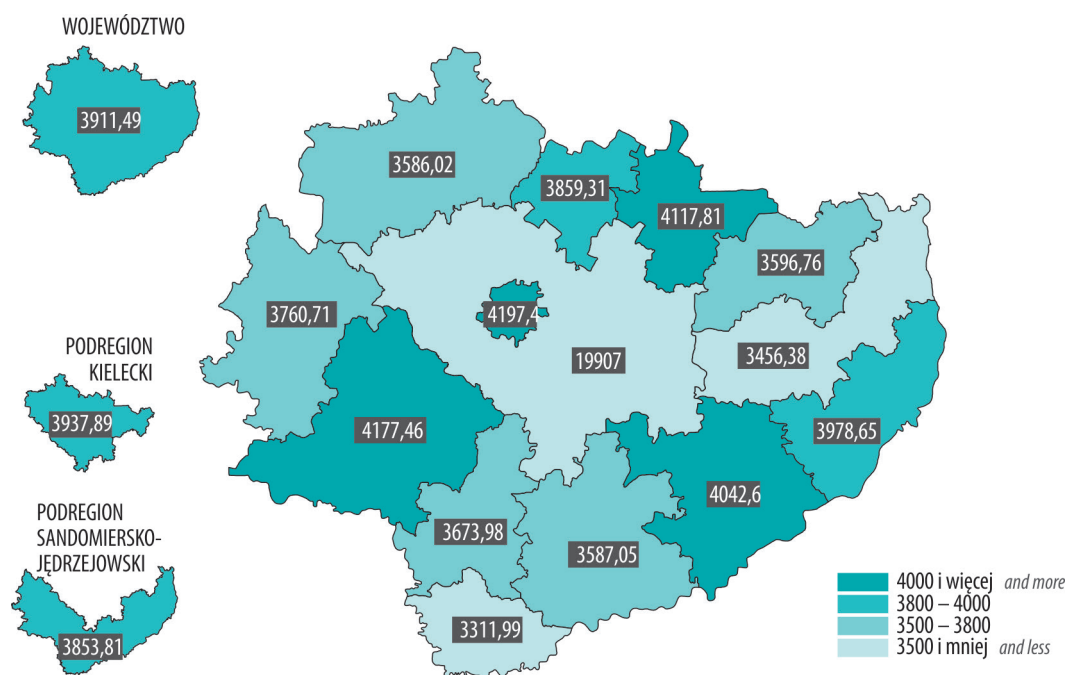 WOJEWÓDZTWO
3911,49
PODREGION
KIELECKI
3937,89
PODREGION
SANDOMIERSKO-
JĘDRZEJOWSKI
3853,81
3586,02
3859,31
4117,81
3596,76
3760,71
4197,4
19907
3456,38
4177,46
3978,65
4042,6
3673,98
3587,05
3311,99
4000 i więcej and more
3800 – 4000
3500 – 3800
3500 i mniej and less